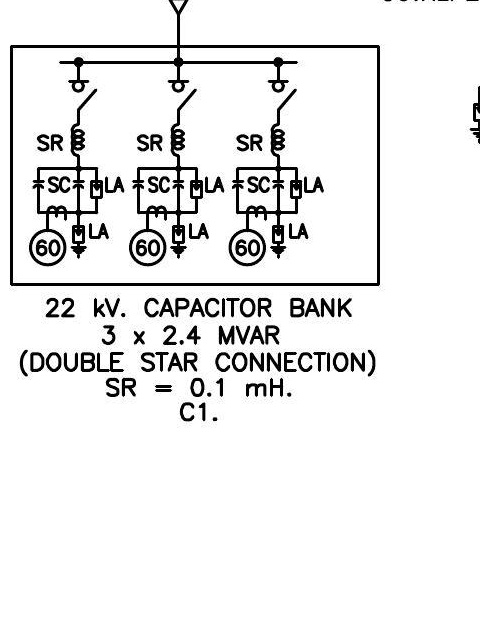 SR SR SR
SC LA SC LA SC LA
LA LA LA
60 60 60
22 kV. CAPACITOR BANK
3 x 2.4 MVAR
(DOUBLE STAR CONNECTION)
SR = 0.1 mH.
C1.